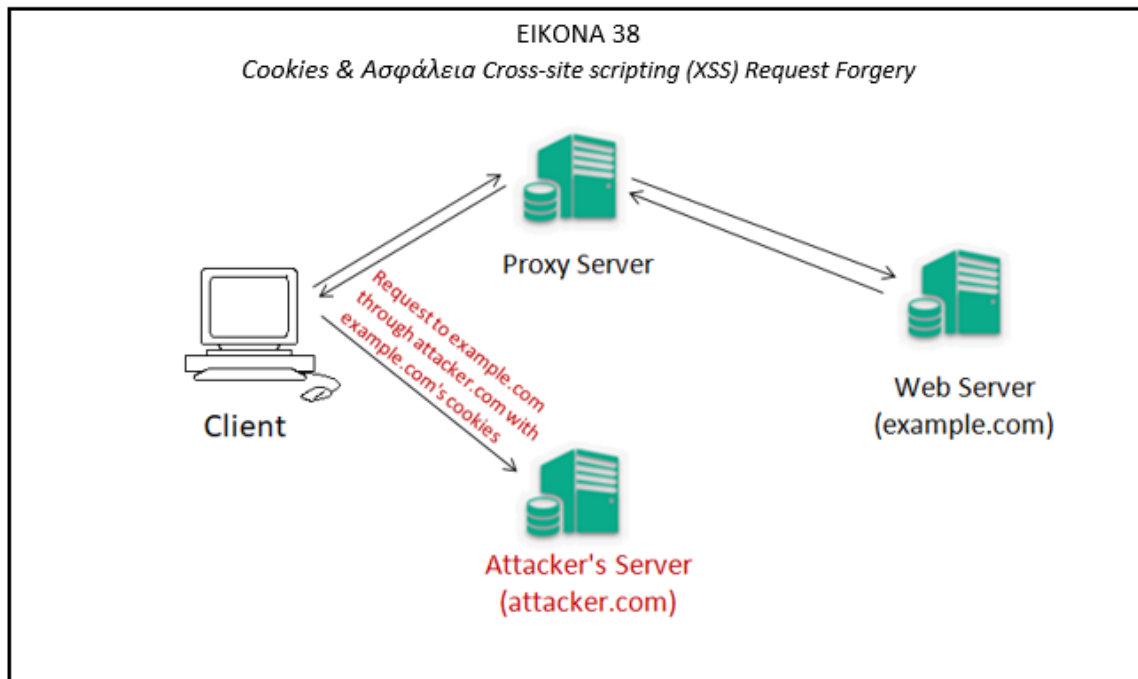 ΕΙΚΟΝΑ 38
Cookies & Ασφάλεια Cross-site scripting (XSS) Request Forgery
Proxy Server
Request to example.com
through attacker.com with
example.com's cookies
Client
Web Server
(example.com)
Attacker's Server
(attacker.com)